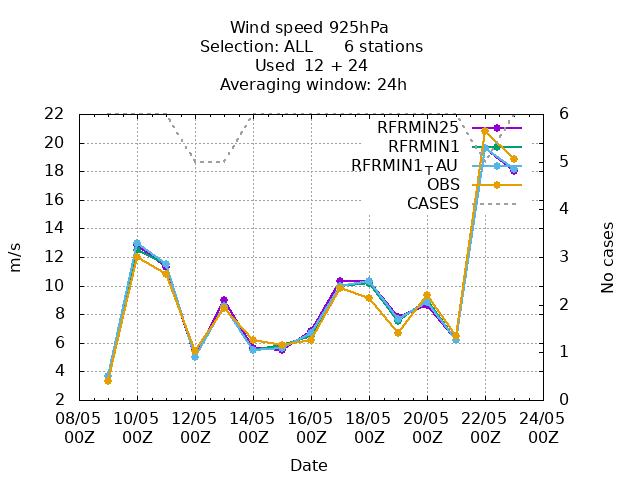 Wind speed 925hPa
Selection: ALL      6 stations
Used  12 + 24
Averaging window: 24h
RFRMIN25
RFRMIN1
RFRMIN1TAU
OBS
CASES
22
20
18
16
14
12
10
8
6
4
2
m/s
6
5
4
3
2
1
0
No cases
08/05 10/05 12/05 14/05 16/05 18/05 20/05 22/05 24/05
00Z 00Z 00Z 00Z 00Z 00Z 00Z 00Z 00Z
Date